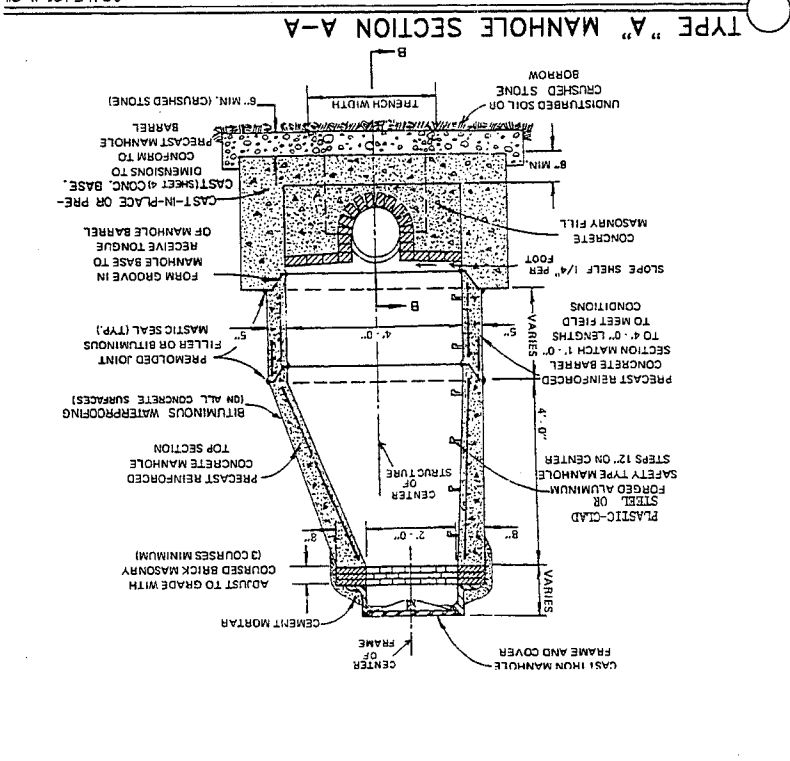 CAST IRON MANHOLE
FRAME AND COVER
CENTER
OF
FRAME
CEMENT MORTAR
VARIES
ADJUST TO GRADE WITH
COURSED BRICK MASONRY
(3 COURSES MINIMUM)
8"
2'-0"
8"
PLASTIC-CLAD
STEEL OR
FORGED ALUMINUM
SAFETY TYPE MANHOLE
STEPS 12" ON CENTER
4'-0"
CENTER
OF
STRUCTURE
PRECAST REINFORCED
CONCRETE MANHOLE
TOP SECTION
BITUMINOUS WATERPROOFING
(ON ALL CONCRETE SURFACES)
PRECAST REINFORCED
CONCRETE BARREL
SECTION MATCH 1'-0"
TO 4'-0" LENGTHS
TO MEET FIELD
CONDITIONS
VARIES
5"
4'-0"
5"
PREMOLDED JOINT
FILLER OR BITUMINOUS
MASTIC SEAL (TYP.)
B
SLOPE SHELF 1/4" PER
FOOT
FORM GROOVE IN
MANHOLE BASE TO
RECEIVE TONGUE
OF MANHOLE BARREL
CONCRETE
MASONRY FILL
CAST-IN-PLACE OR PRE-
CAST (SHEET 4) CONC. BASE.
DIMENSIONS TO
CONFORM TO
PRECAST MANHOLE
BARREL
8" MIN.
6" MIN. (CRUSHED STONE)
UNDISTURBED SOIL OR
CRUSHED STONE
BORROW
TRENCH WIDTH
B
TYPE "A" MANHOLE SECTION A-A